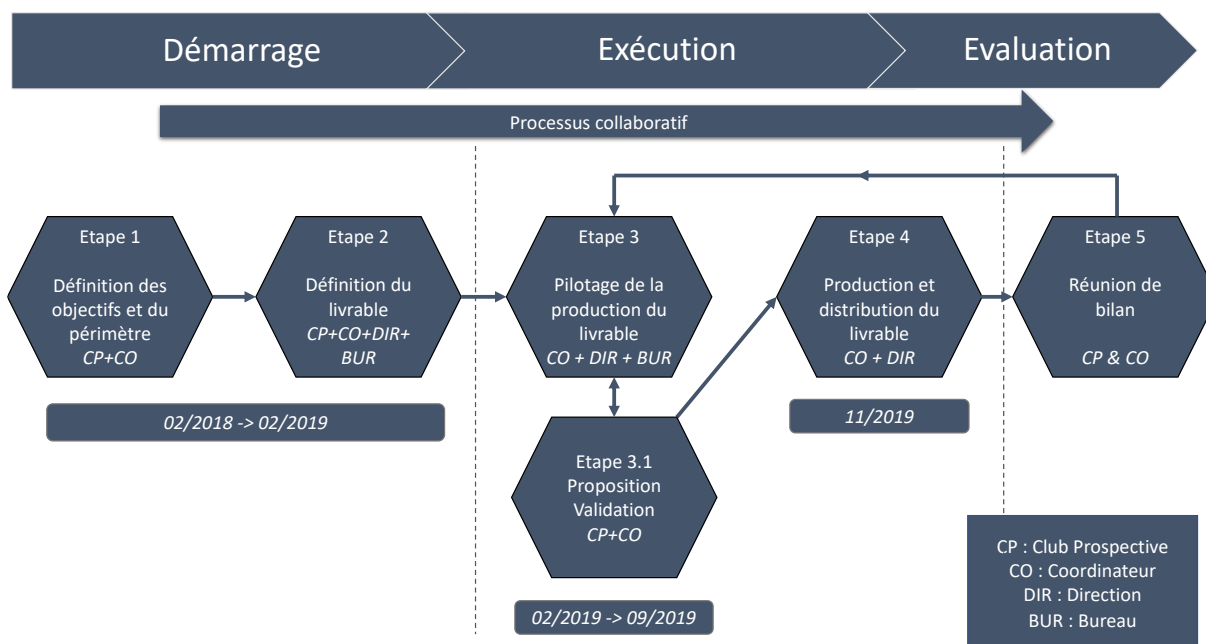 Démarrage
Exécution
Evaluation
Processus collaboratif
Etape 1
Définition des
objectifs et du
périmètre
CP+CO
Etape 2
Définition du
livrable
CP+CO+DIR+
BUR
Etape 3
Pilotage de la
production du
livrable
CO + DIR + BUR
Etape 4
Production et
distribution du
livrable
CO + DIR
Etape 5
Réunion de
bilan
CP & CO
02/2018 -> 02/2019
11/2019
Etape 3.1
Proposition
Validation
CP+CO
02/2019 -> 09/2019
CP : Club Prospective
CO : Coordinateur
DIR : Direction
BUR : Bureau